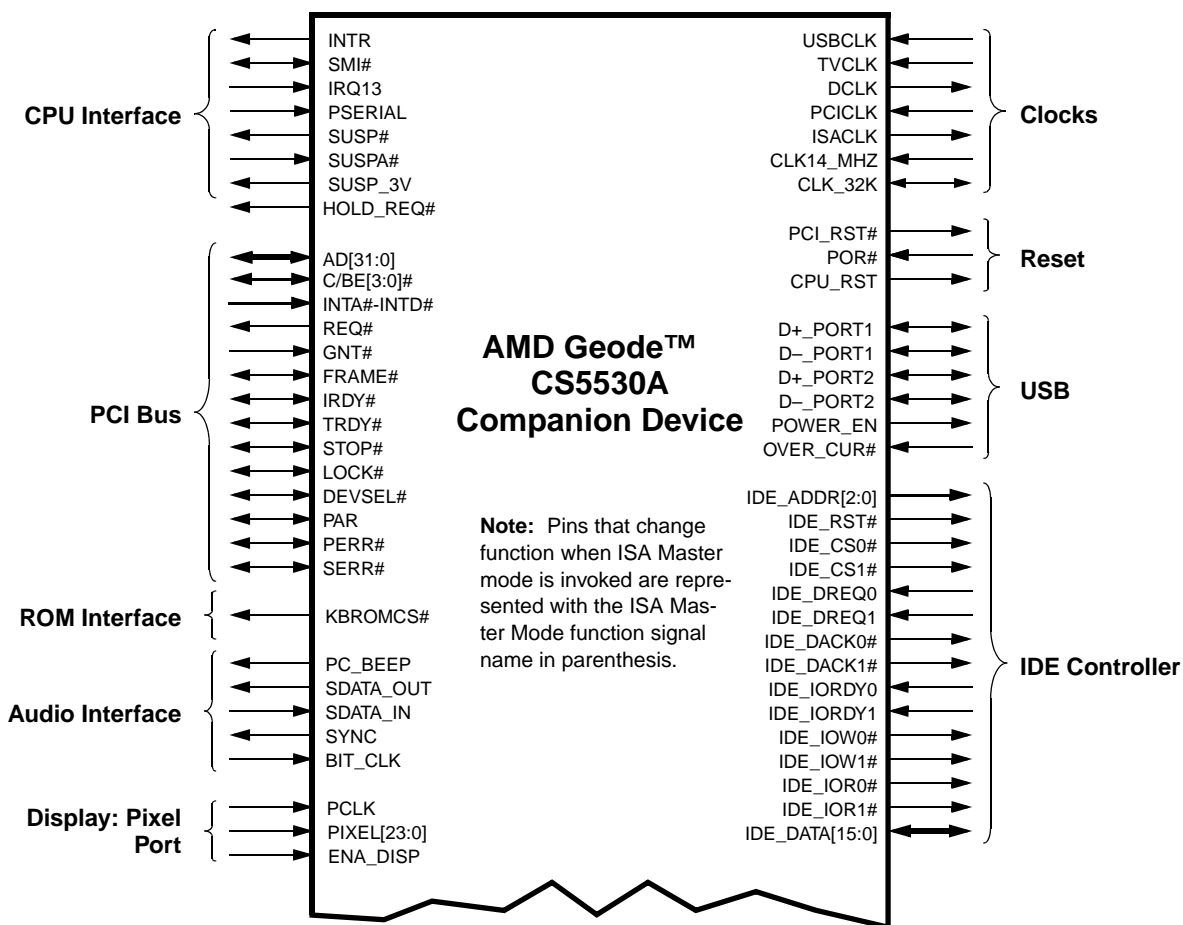 CPU Interface
INTR
SMI#
IRQ13
PSERIAL
SUSP#
SUSPA#
SUSP_3V
HOLD_REQ#
PCI Bus
AD[31:0]
C/BE[3:0]#
INTA#-INTD#
REQ#
GNT#
FRAME#
IRDY#
TRDY#
STOP#
LOCK#
DEVSEL#
PAR
PERR#
SERR#
ROM Interface
KBROMCS#
Audio Interface
PC_BEEP
SDATA_OUT
SDATA_IN
SYNC
BIT_CLK
Display: Pixel
Port
PCLK
PIXEL[23:0]
ENA_DISP
AMD Geode™
CS5530A
Companion Device
Note: Pins that change
function when ISA Master
mode is invoked are repre-
sented with the ISA Mas-
ter Mode function signal
name in parenthesis.
USBCLK
TVCLK
DCLK
PCICLK
ISACLK
CLK14_MHZ
CLK_32K
Clocks
PCI_RST#
POR#
CPU_RST
Reset
D+_PORT1
D–_PORT1
D+_PORT2
D–_PORT2
POWER_EN
OVER_CUR#
USB
IDE_ADDR[2:0]
IDE_RST#
IDE_CS0#
IDE_CS1#
IDE_DREQ0
IDE_DREQ1
IDE_DACK0#
IDE_DACK1#
IDE_IORDY0
IDE_IORDY1
IDE_IOW0#
IDE_IOW1#
IDE_IOR0#
IDE_IOR1#
IDE_DATA[15:0]
IDE Controller